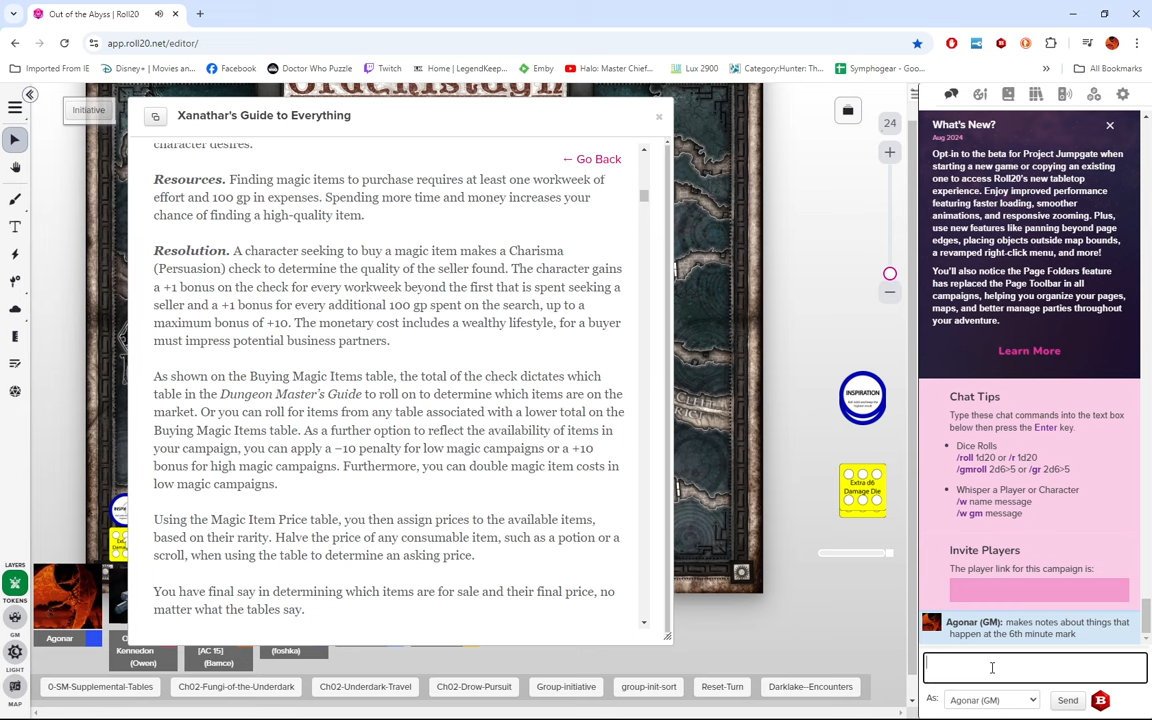 Out of the Abyss | Roll20
app.roll20.net/editor/
Imported From IE
Disney+ | Movies an...
Facebook
Doctor Who Puzzle
Twitch
Home | LegendKeep...
Emby
Halo: Master Chief...
Lux 2900
Category:Hunter: Th...
Symphogear - Goo...
All Bookmarks
Initiative
Xanathar's Guide to Everything
← Go Back
character desires.
Resources. Finding magic items to purchase requires at least one workweek of
effort and 100 gp in expenses. Spending more time and money increases your
chance of finding a high-quality item.
Resolution. A character seeking to buy a magic item makes a Charisma
(Persuasion) check to determine the quality of the seller found. The character gains
a +1 bonus on the check for every workweek beyond the first that is spent seeking a
seller and a +1 bonus for every additional 100 gp spent on the search, up to a
maximum bonus of +10. The monetary cost includes a wealthy lifestyle, for a buyer
must impress potential business partners.
As shown on the Buying Magic Items table, the total of the check dictates which
table in the Dungeon Master's Guide to roll on to determine which items are on the
market. Or you can roll for items from any table associated with a lower total on the
Buying Magic Items table. As a further option to reflect the availability of items in
your campaign, you can apply a −10 penalty for low magic campaigns or a +10
bonus for high magic campaigns. Furthermore, you can double magic item costs in
low magic campaigns.
Using the Magic Item Price table, you then assign prices to the available items,
based on their rarity. Halve the price of any consumable item, such as a potion or a
scroll, when using the table to determine an asking price.
You have final say in determining which items are for sale and their final price, no
matter what the tables say.
24
INSPIRATION
Extra d6
Damage Die
LAYERS
TOKENS
GM
LIGHT
MAP
Agonar
Kennedon
(Owen)
[AC 15]
(Bamce)
(foshka)
0-SM-Supplemental-Tables
Ch02-Fungi-of-the-Underdark
Ch02-Underdark-Travel
Ch02-Drow-Pursuit
Group-initiative
group-init-sort
Reset-Turn
Darklake--Encounters
What's New?
Aug 2024
Opt-in to the beta for Project Jumpgate when
starting a new game or copying an existing
one to access Roll20's new tabletop
experience. Enjoy improved performance
featuring faster loading, smoother
animations, and responsive zooming. Plus,
use new features like panning beyond page
edges, placing objects outside map bounds,
a revamped right-click menu, and more!
You'll also notice the Page Folders feature
has replaced the Page Toolbar in all
campaigns, helping you organize your pages,
maps, and better manage parties throughout
your adventure.
Learn More
Chat Tips
Type these chat commands into the text box
below then press the Enter key.
• Dice Rolls
/roll 1d20 or /r 1d20
/gmroll 2d6>5 or /gr 2d6>5
• Whisper a Player or Character
/w name message
/w gm message
Invite Players
The player link for this campaign is:
Agonar (GM): makes notes about things that
happen at the 6th minute mark
As:
Agonar (GM)
Send